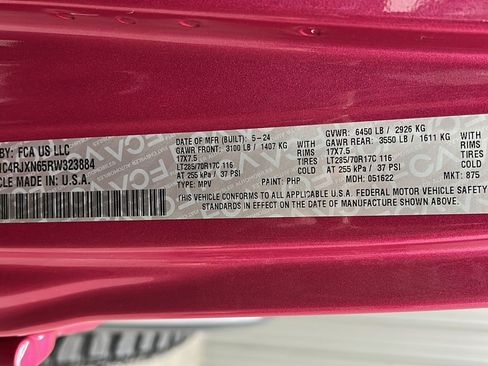 BY: FCA US LLC
C4RJXN65RW323884
CLE MADE IN: U.S.A.
DATE OF MFR (BUILT): 5-24
GAWR FRONT: 3100 LB / 1407 KG
17X7.5
WITH TIRES RIMS
LT285/70R17C 116
AT 255 kPa / 37 PSI
TYPE: MPV
PAINT: PHP
GVWR: 6450 LB / 2926 KG
GAWR REAR: 3550 LB / 1611 KG
17X7.5
WITH TIRES RIMS
LT285/70R17C 116
AT 255 kPa / 37 PSI
MDH: 051622
MKT: 875
THIS VEHICLE CONFORMS TO ALL APPLICABLE U.S.A. FEDERAL MOTOR VEHICLE SAFETY
STANDARDS IN EFFECT ON THE DATE OF MANUFACTURE SHOWN ABOVE.